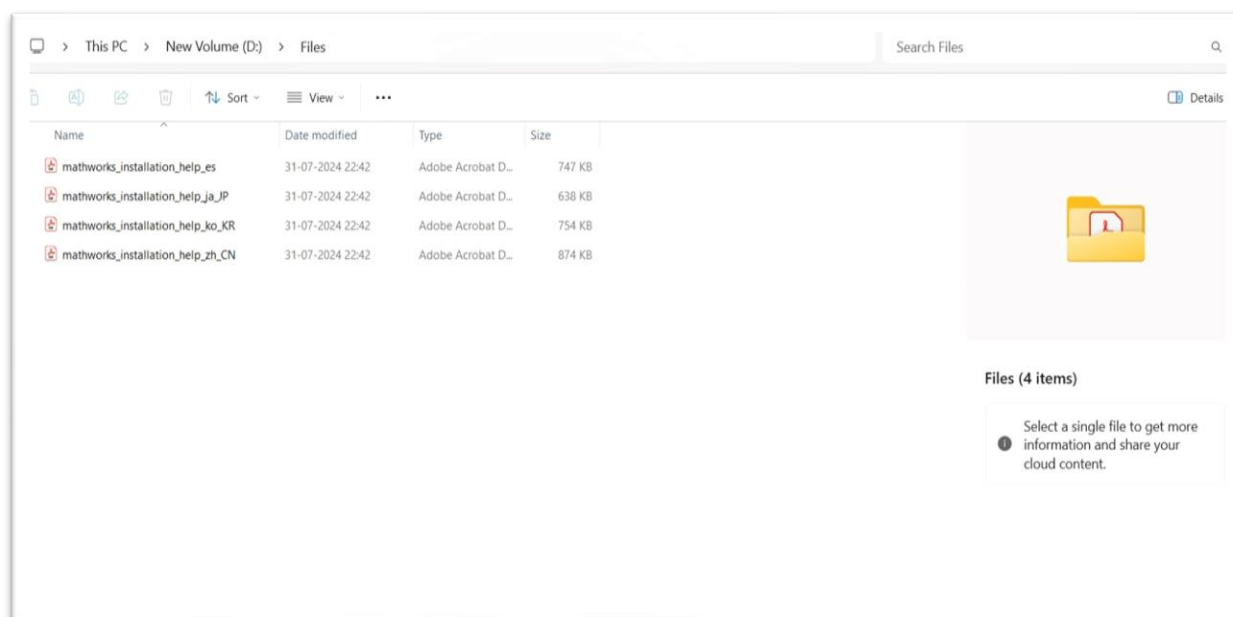 This PC > New Volume (D:) > Files
Search Files
Sort View ... Details
Name Date modified Type Size
mathworks_installation_help_es 31-07-2024 22:42 Adobe Acrobat D... 747 KB
mathworks_installation_help_ja_JP 31-07-2024 22:42 Adobe Acrobat D... 638 KB
mathworks_installation_help_ko_KR 31-07-2024 22:42 Adobe Acrobat D... 754 KB
mathworks_installation_help_zh_CN 31-07-2024 22:42 Adobe Acrobat D... 874 KB
Files (4 items)
Select a single file to get more
information and share your
cloud content.